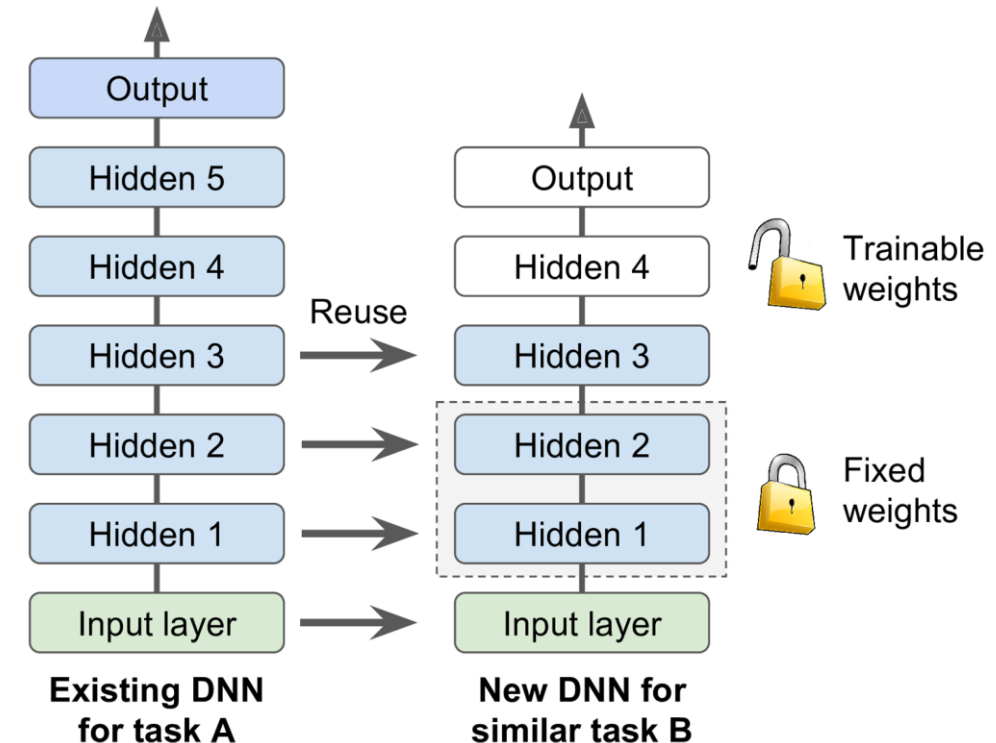 Output
Hidden 5
Hidden 4
Hidden 3
Hidden 2
Hidden 1
Input layer
Existing DNN
for task A
Reuse
Output
Hidden 4
Hidden 3
Hidden 2
Hidden 1
Input layer
New DNN for
similar task B
Trainable
weights
Fixed
weights